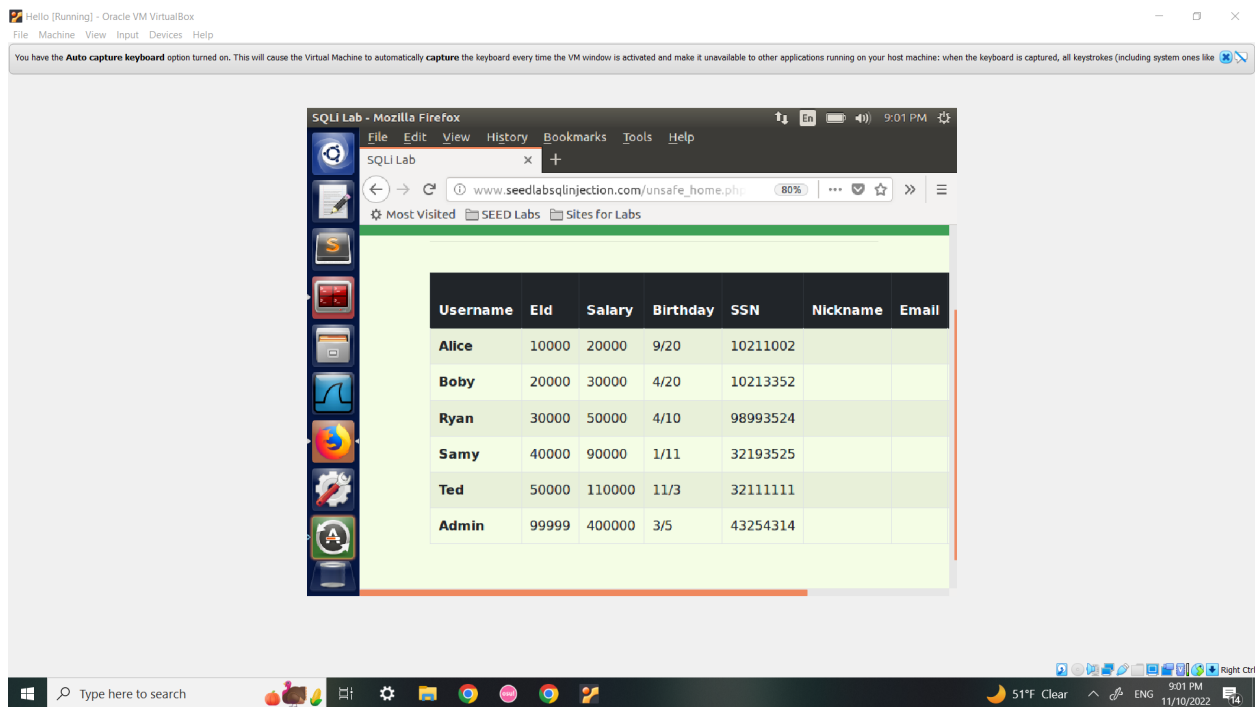 Hello [Running] - Oracle VM VirtualBox
File Machine View Input Devices Help
You have the Auto capture keyboard option turned on. This will cause the Virtual Machine to automatically capture the keyboard every time the VM window is activated and make it unavailable to other applications running on your host machine: when the keyboard is captured, all keystrokes (including system ones like
SQLi Lab - Mozilla Firefox En 9:01 PM
File Edit View History Bookmarks Tools Help
SQLi Lab
www.seedlabsqlinjection.com/unsafe_home.php 80%
Most Visited SEED Labs Sites for Labs
Username EId Salary Birthday SSN Nickname Email
Alice 10000 20000 9/20 10211002
Boby 20000 30000 4/20 10213352
Ryan 30000 50000 4/10 98993524
Samy 40000 90000 1/11 32193525
Ted 50000 110000 11/3 32111111
Admin 99999 400000 3/5 43254314
Right Ctrl
Type here to search 51°F Clear ENG 9:01 PM
11/10/2022 14